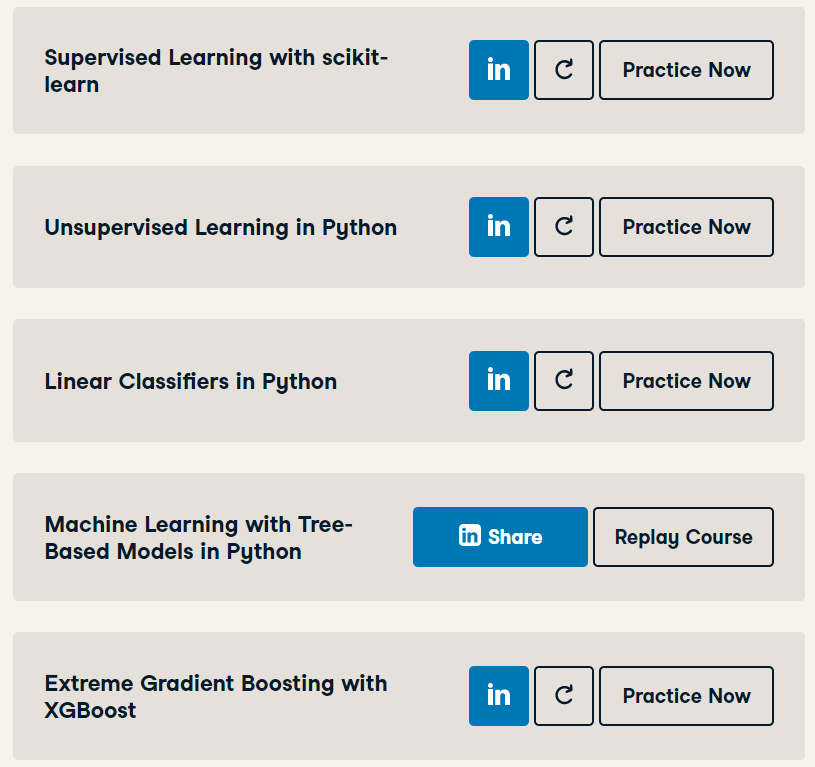 Supervised Learning with scikit-
learn
in
Practice Now
Unsupervised Learning in Python
in
Practice Now
Linear Classifiers in Python
in
Practice Now
Machine Learning with Tree-
Based Models in Python
in Share
Replay Course
Extreme Gradient Boosting with
XGBoost
in
Practice Now